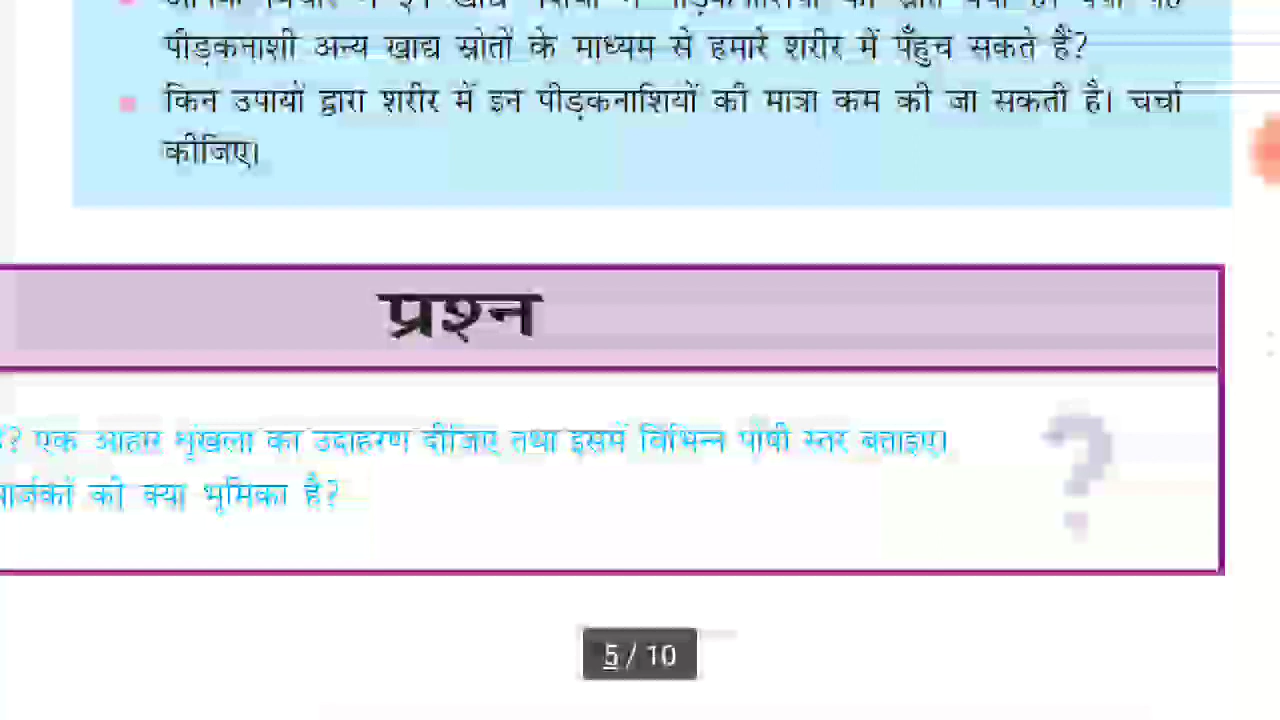 पीड़कनाशी अन्य खाद्य स्रोतों के माध्यम से हमारे शरीर में पँहुच सकते हैं?
किन उपायों द्वारा शरीर में इन पीड़कनाशियों की मात्रा कम की जा सकती है। चर्चा
कीजिए।
प्रश्न
? एक आहार शृंखला का उदाहरण दीजिए तथा इसमें विभिन्न पोषी स्तर बताइए।
की क्या भूमिका है?
5 / 10